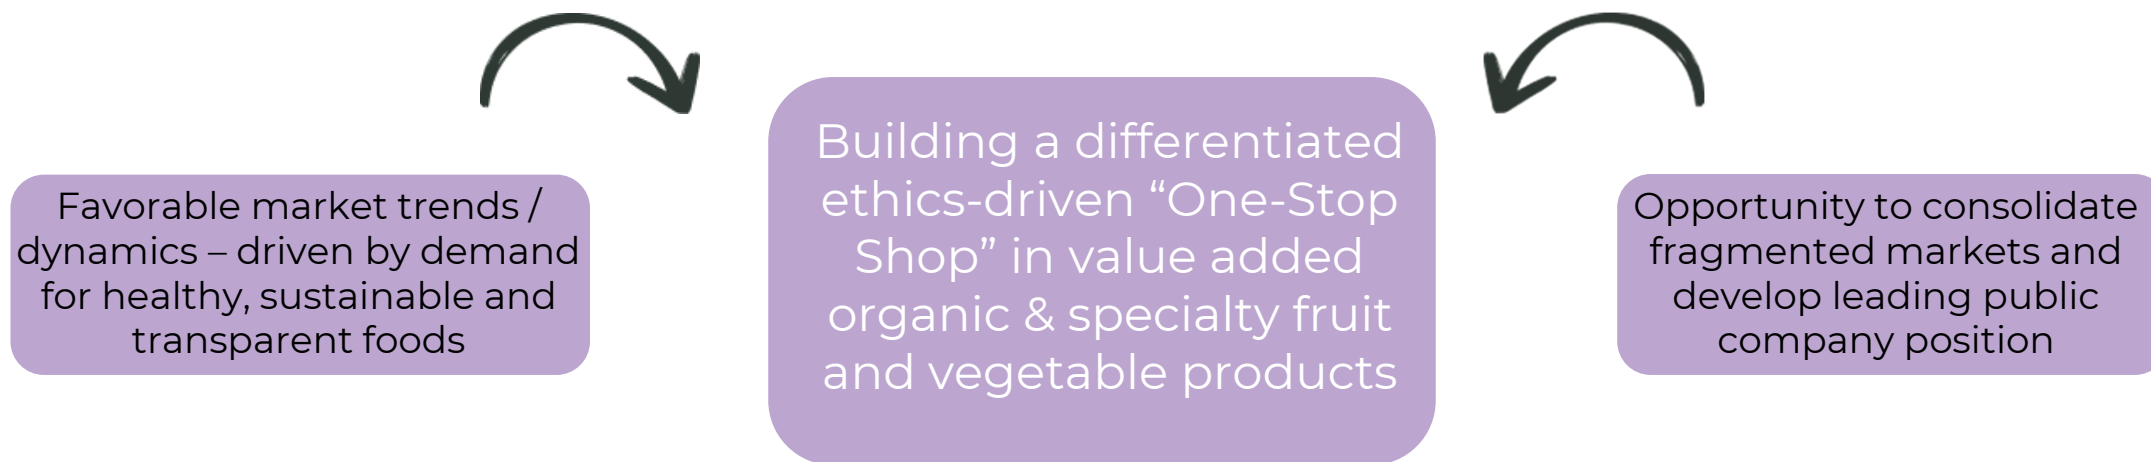 Favorable market trends /
dynamics – driven by demand
for healthy, sustainable and
transparent foods
Building a differentiated
ethics-driven “One-Stop
Shop” in value added
organic & specialty fruit
and vegetable products
Opportunity to consolidate
fragmented markets and
develop leading public
company position